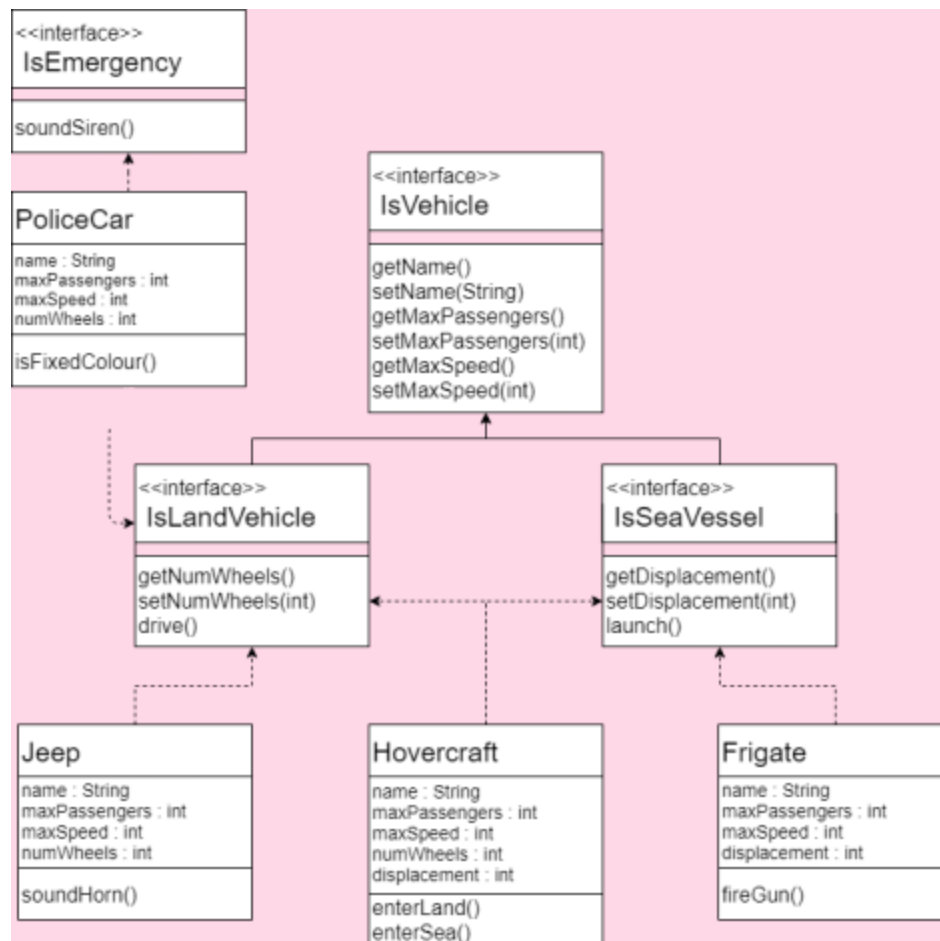 <<interface>>
IsEmergency
soundSiren()
PoliceCar
name : String
maxPassengers : int
maxSpeed : int
numWheels : int
isFixedColour()
<<interface>>
IsVehicle
getName()
setName(String)
getMaxPassengers()
setMaxPassengers(int)
getMaxSpeed()
setMaxSpeed(int)
<<interface>>
IsLandVehicle
getNumWheels()
setNumWheels(int)
drive()
<<interface>>
IsSeaVessel
getDisplacement()
setDisplacement(int)
launch()
Jeep
name : String
maxPassengers : int
maxSpeed : int
numWheels : int
soundHorn()
Hovercraft
name : String
maxPassengers : int
maxSpeed : int
numWheels : int
displacement : int
enterLand()
enterSea()
Frigate
name : String
maxPassengers : int
maxSpeed : int
displacement : int
fireGun()